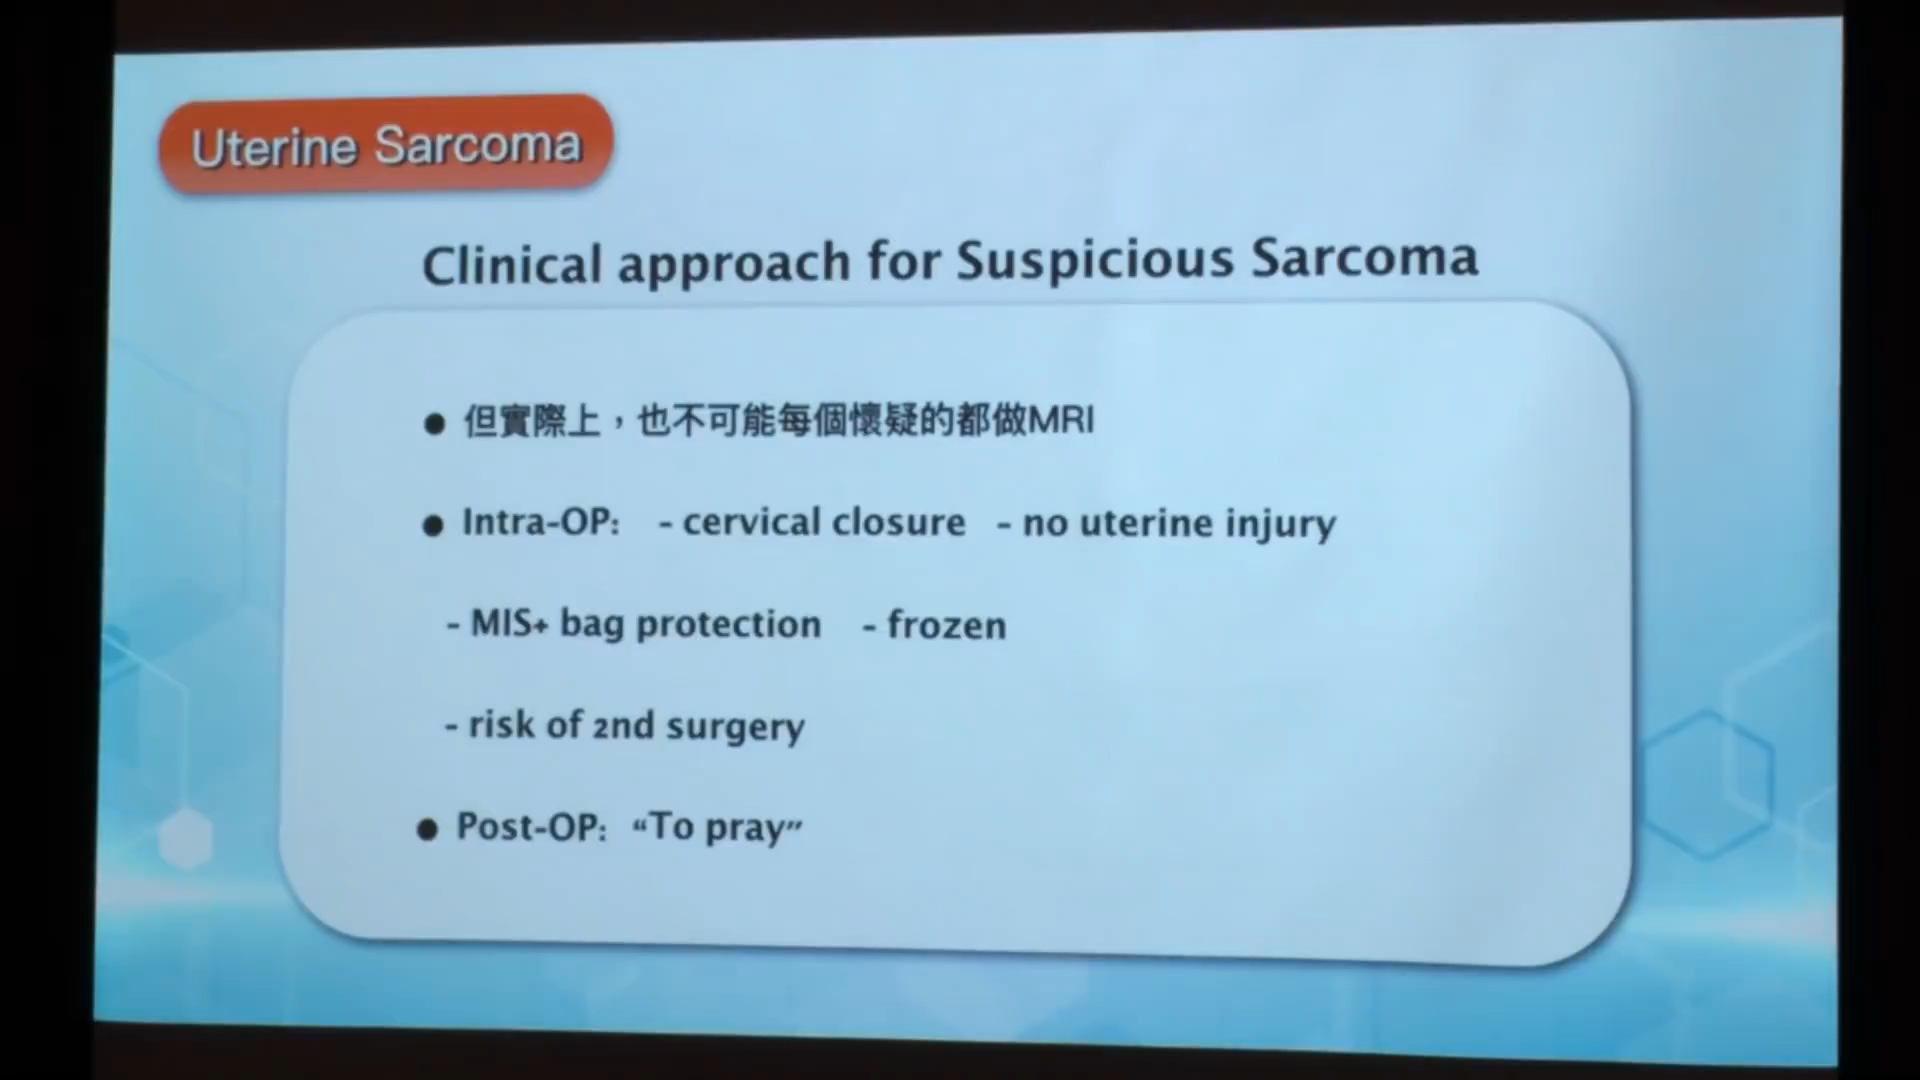 Uterine Sarcoma
Clinical approach for Suspicious Sarcoma
● 但實際上，也不可能每個懷疑的都做MRI
● Intra-OP: - cervical closure - no uterine injury
- MIS+ bag protection - frozen
- risk of 2nd surgery
● Post-OP: “To pray”